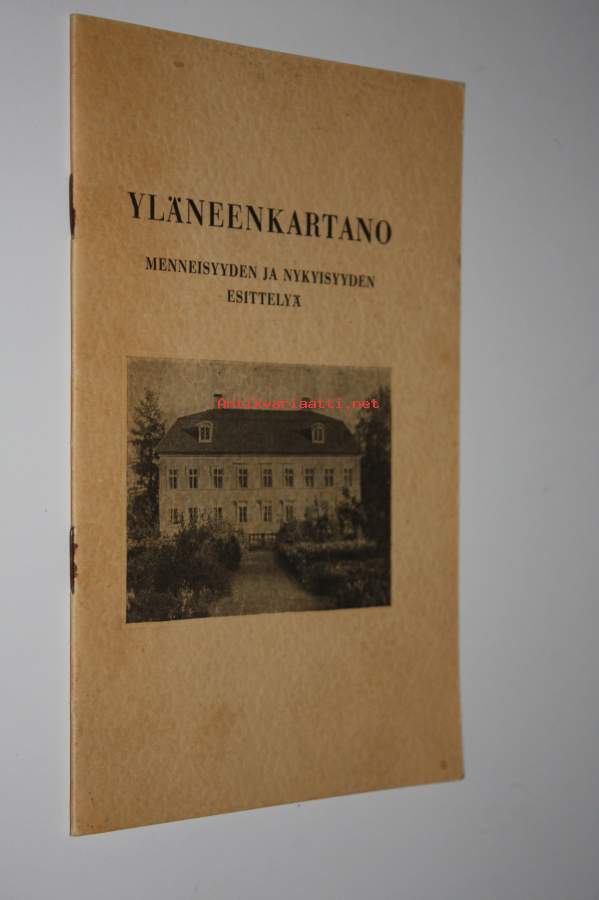 YLÄNEENKARTANO
MENNEISYYDEN JA NYKYISYYDEN
ESITTELYÄ
Antikvariaatti.net